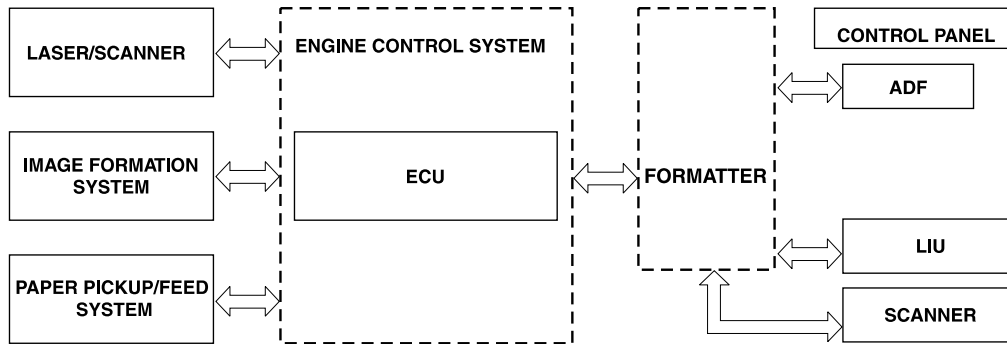 LASER/SCANNER
ENGINE CONTROL SYSTEM
CONTROL PANEL
ADF
IMAGE FORMATION
SYSTEM
ECU
FORMATTER
LIU
PAPER PICKUP/FEED
SYSTEM
SCANNER